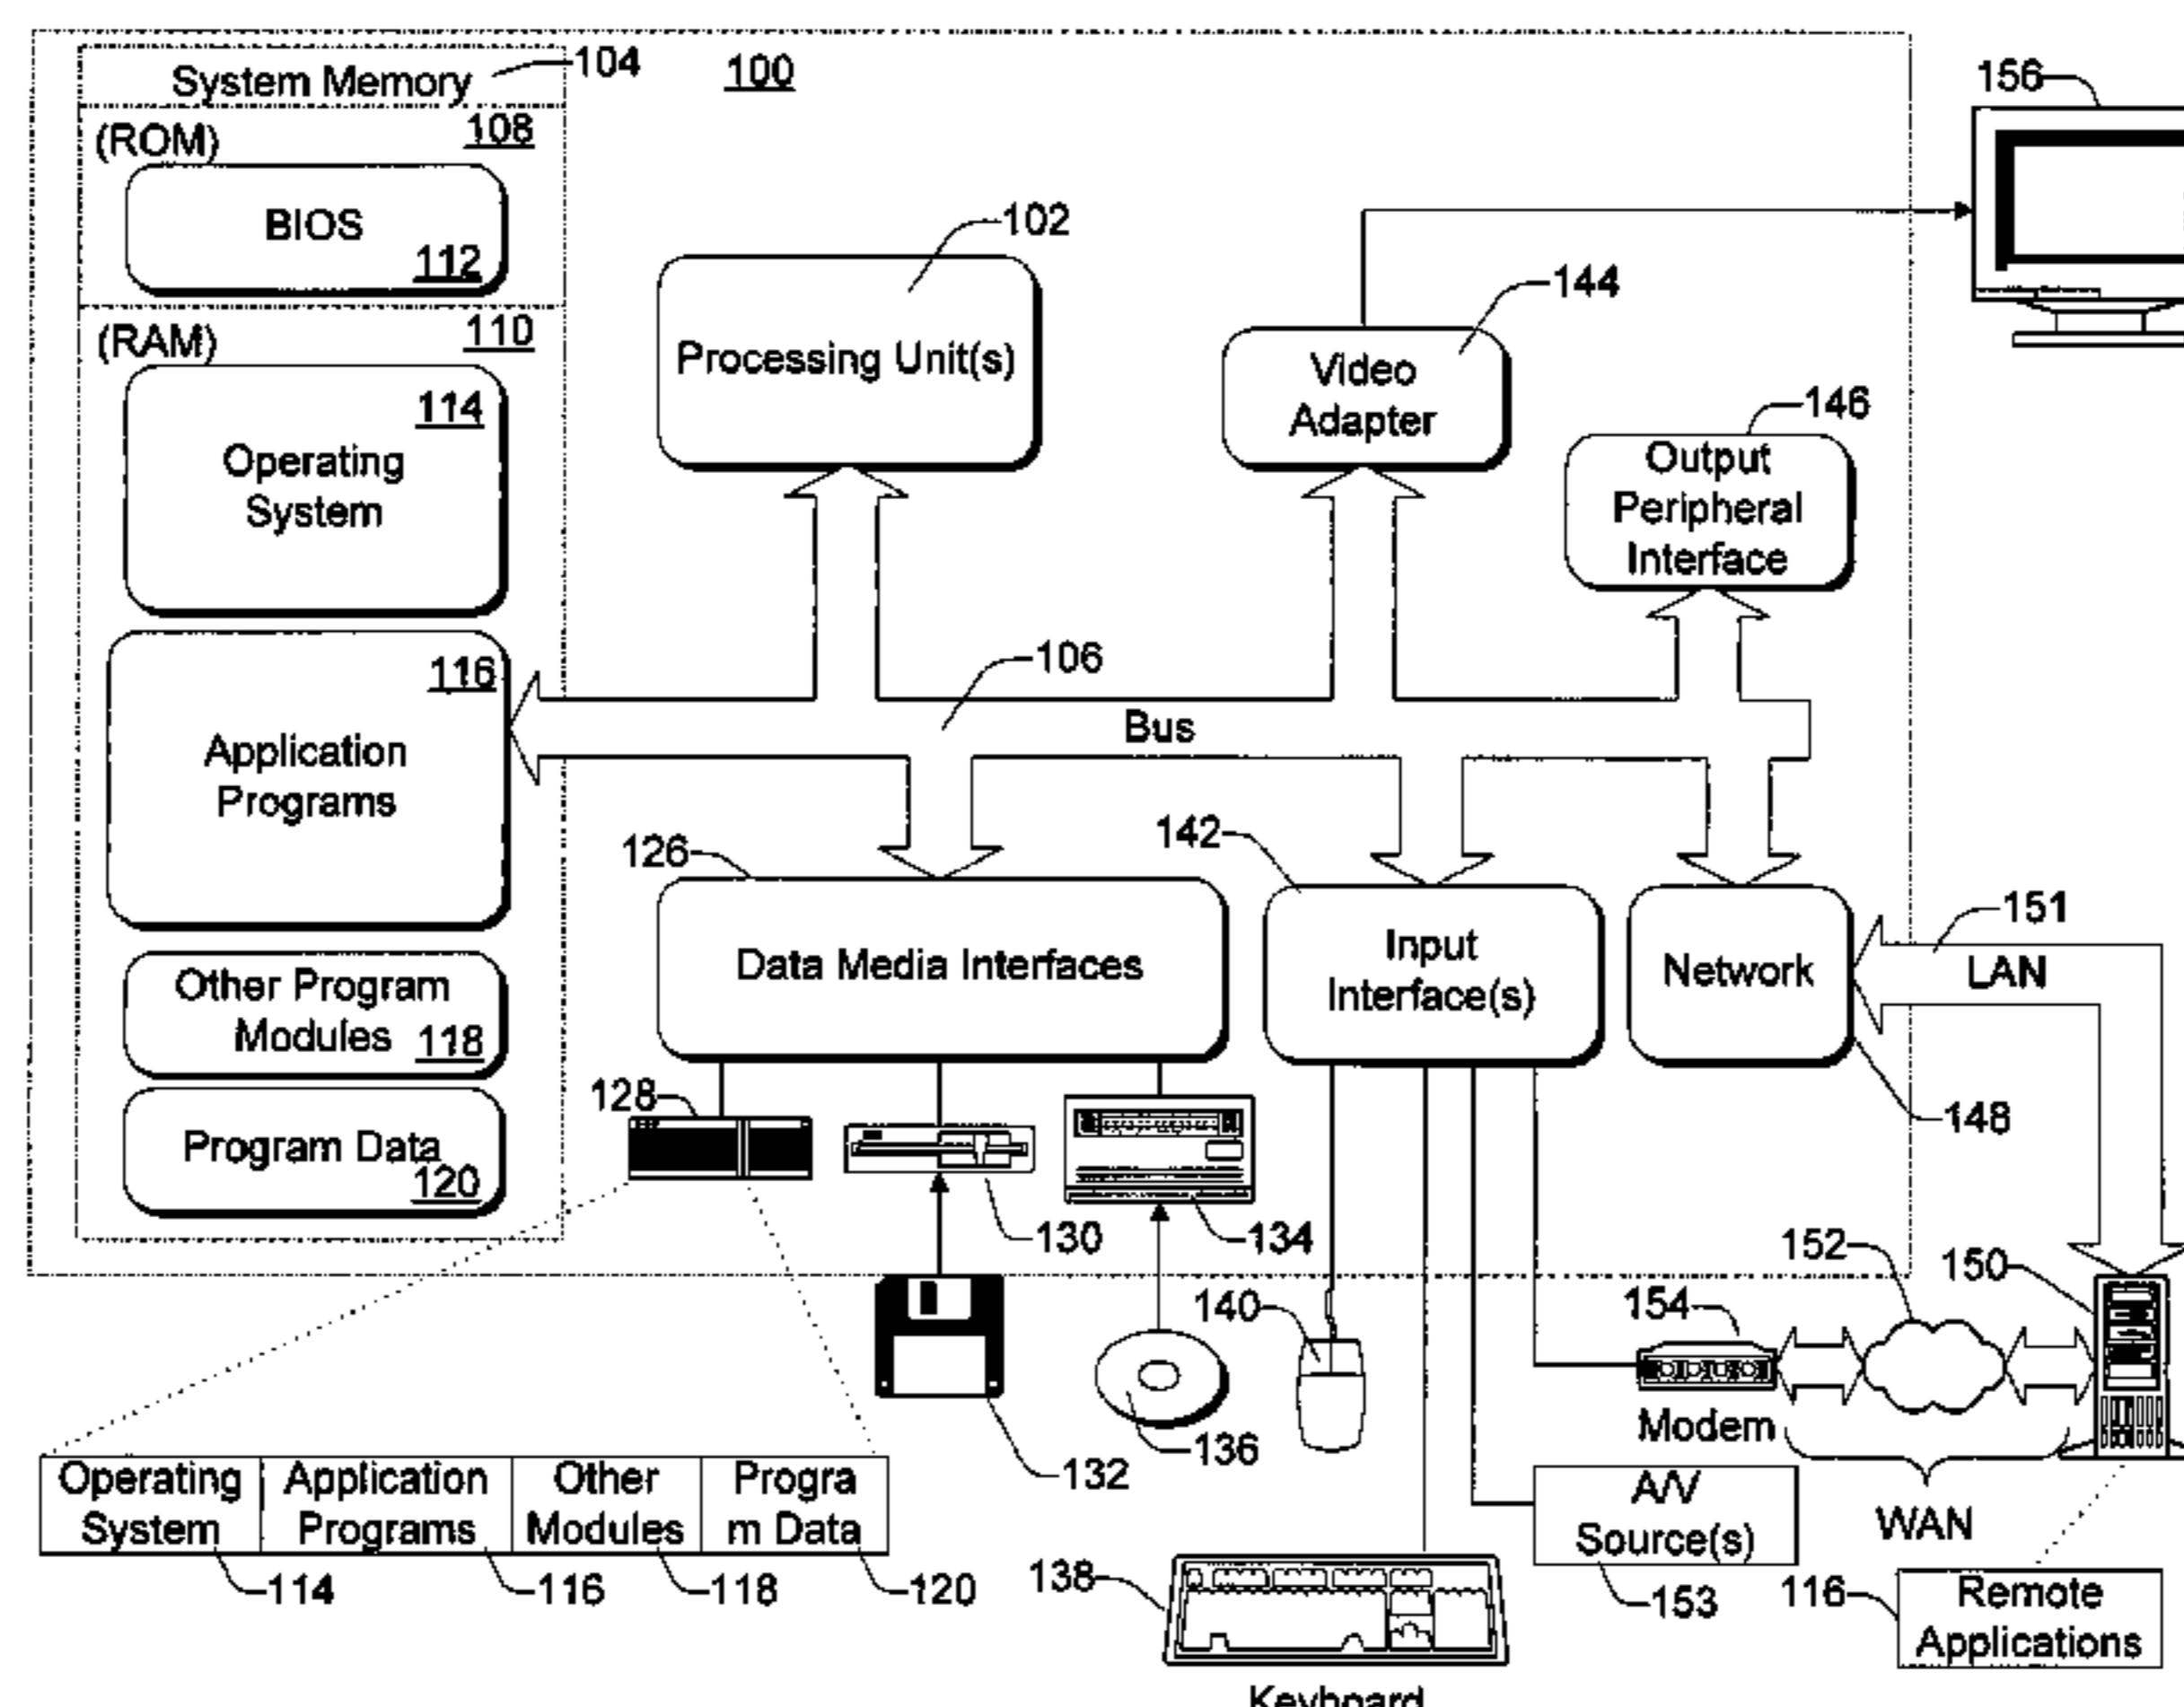 System Memory
104
100
156
(ROM)
108
BIOS
112
102
144
(RAM)
110
Processing Unit(s)
Video
Adapter
146
114
Operating
System
Output
Peripheral
Interface
106
116
Bus
Application
Programs
126
142
151
Data Media Interfaces
Input
Interface(s)
Network
LAN
Other Program
Modules
118
128
148
Program Data
120
130
134
152
150
140
154
Modem
136
132
WAN
Operating
System
Application
Programs
Other
Modules
Progra
m Data
A/V
Source(s)
114
116
118
120
138
153
116
Remote
Applications
Keyboard